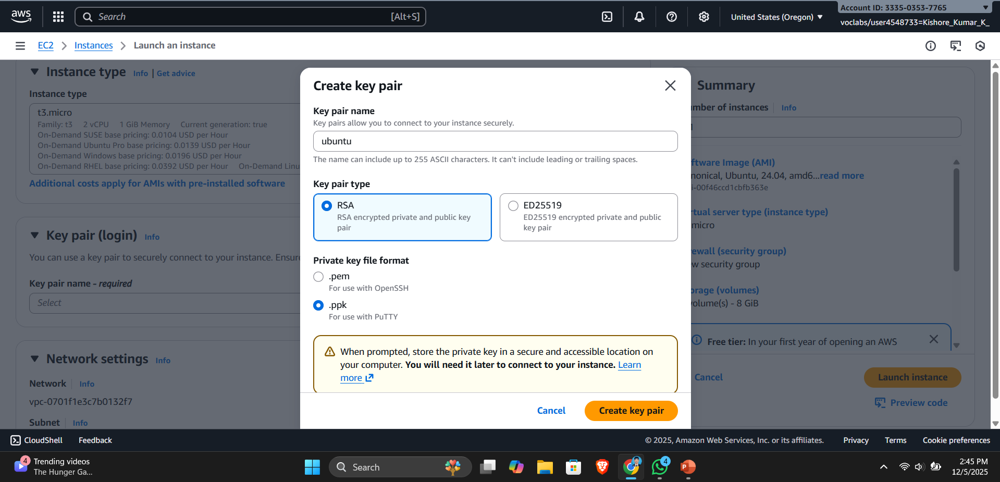 aws
Search
[Alt+S]
United States (Oregon)
Account ID: 3335-0353-7765
voclabs/user4548733=Kishore_Kumar_K_
EC2
Instances
Launch an instance
Instance type
Info
Get advice
Instance type
t3.micro
Family: t3 2 vCPU 1 GiB Memory Current generation: true
On-Demand SUSE base pricing: 0.0104 USD per Hour
On-Demand Ubuntu Pro base pricing: 0.0139 USD per Hour
On-Demand Windows base pricing: 0.0196 USD per Hour
On-Demand RHEL base pricing: 0.0392 USD per Hour On-Demand Linu
Additional costs apply for AMIs with pre-installed software
Key pair (login)
Info
You can use a key pair to securely connect to your instance. Ensure
Key pair name - required
Select
Network settings
Info
Network
Info
vpc-0701f1e3c7b0132f7
Subnet
Info
Create key pair
Key pair name
Key pairs allow you to connect to your instance securely.
ubuntu
The name can include up to 255 ASCII characters. It can't include leading or trailing spaces.
Key pair type
RSA
RSA encrypted private and public key
pair
ED25519
ED25519 encrypted private and public
key pair
Private key file format
.pem
For use with OpenSSH
.ppk
For use with PuTTY
When prompted, store the private key in a secure and accessible location on
your computer. You will need it later to connect to your instance. Learn
more
Cancel
Create key pair
Summary
mber of instances
Info
1
ftware Image (AMI)
nonical, Ubuntu, 24.04, amd6...read more
i-00f46ccd1cbfb363e
rtual server type (instance type)
micro
ewall (security group)
w security group
orage (volumes)
volume(s) - 8 GiB
Free tier: In your first year of opening an AWS
Cancel
Launch instance
Preview code
CloudShell
Feedback
© 2025, Amazon Web Services, Inc. or its affiliates.
Privacy
Terms
Cookie preferences
4
Trending videos
The Hunger Ga...
Search
4
P
2:45 PM
12/5/2025